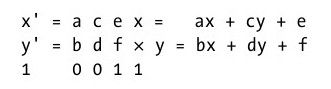 x' = a c e x = ax + cy + e
y' = b d f × y = bx + dy + f
1 0 0 1 1